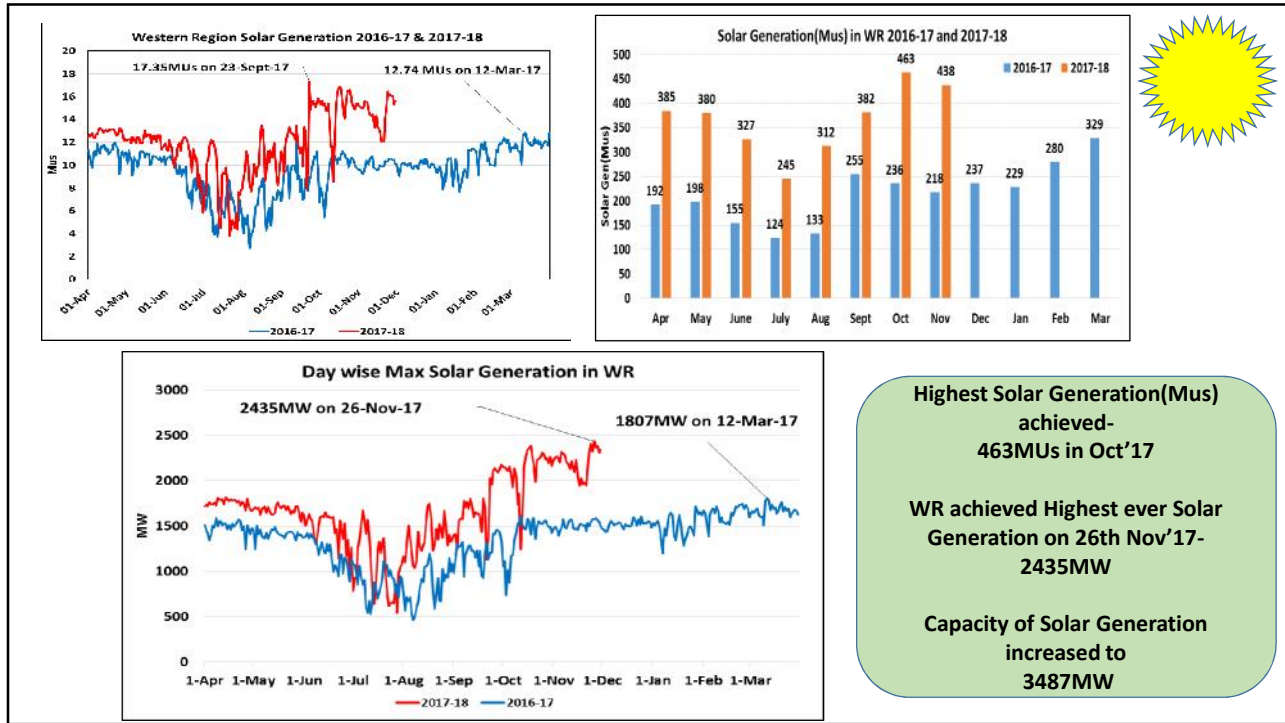 Western Region Solar Generation 2016-17 & 2017-18
17.35MUs on 23-Sept-17
12.74 MUs on 12-Mar-17
Mus
20
18
16
14
12
10
8
6
4
2
0
01-Apr
01-May
01-Jun
01-Jul
01-Aug
01-Sep
01-Oct
01-Nov
01-Dec
01-Jan
01-Feb
01-Mar
2016-17
2017-18
Solar Generation(Mus) in WR 2016-17 and 2017-18
2016-17
2017-18
Solar Gen(Mus)
500
450
400
350
300
250
200
150
100
50
0
192
385
198
380
155
327
124
245
133
312
255
382
236
463
218
438
237
229
280
329
Apr
May
June
July
Aug
Sept
Oct
Nov
Dec
Jan
Feb
Mar
Day wise Max Solar Generation in WR
2435MW on 26-Nov-17
1807MW on 12-Mar-17
MW
3000
2500
2000
1500
1000
500
0
1-Apr
1-May
1-Jun
1-Jul
1-Aug
1-Sep
1-Oct
1-Nov
1-Dec
1-Jan
1-Feb
1-Mar
2017-18
2016-17
Highest Solar Generation(Mus)
achieved-
463MUs in Oct’17
WR achieved Highest ever Solar
Generation on 26th Nov’17-
2435MW
Capacity of Solar Generation
increased to
3487MW